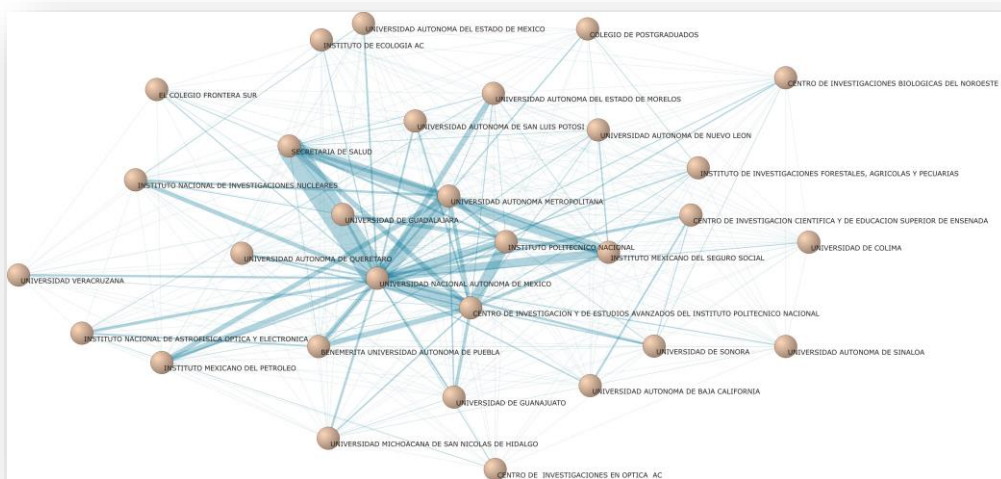 UNIVERSIDAD AUTONOMA DEL ESTADO DE MEXICO
COLEGIO DE POSTGRADUADOS
INSTITUTO DE ECOLOGIA AC
CENTRO DE INVESTIGACIONES BIOLOGICAS DEL NOROESTE
EL COLEGIO FRONTERA SUR
UNIVERSIDAD AUTONOMA DEL ESTADO DE MORELOS
UNIVERSIDAD AUTONOMA DE SAN LUIS POTOSI
UNIVERSIDAD AUTONOMA DE NUEVO LEON
SECRETARIA DE SALUD
INSTITUTO DE INVESTIGACIONES FORESTALES, AGRICOLAS Y PECUARIAS
INSTITUTO NACIONAL DE INVESTIGACIONES NUCLEARES
UNIVERSIDAD AUTONOMA METROPOLITANA
UNIVERSIDAD DE GUADALAJARA
CENTRO DE INVESTIGACION CIENTIFICA Y DE EDUCACION SUPERIOR DE ENSENADA
INSTITUTO POLITECNICO NACIONAL
UNIVERSIDAD DE COLIMA
UNIVERSIDAD AUTONOMA DE QUERETARO
INSTITUTO MEXICANO DEL SEGURO SOCIAL
UNIVERSIDAD VERACRUZANA
UNIVERSIDAD NACIONAL AUTONOMA DE MEXICO
CENTRO DE INVESTIGACION Y DE ESTUDIOS AVANZADOS DEL INSTITUTO POLITECNICO NACIONAL
INSTITUTO NACIONAL DE ASTROFISICA OPTICA Y ELECTRONICA
BENEMERITA UNIVERSIDAD AUTONOMA DE PUEBLA
UNIVERSIDAD DE SONORA
UNIVERSIDAD AUTONOMA DE SINALOA
INSTITUTO MEXICANO DEL PETROLEO
UNIVERSIDAD AUTONOMA DE BAJA CALIFORNIA
UNIVERSIDAD DE GUANAJUATO
UNIVERSIDAD MICHOACANA DE SAN NICOLAS DE HIDALGO
CENTRO DE INVESTIGACIONES EN OPTICA AC